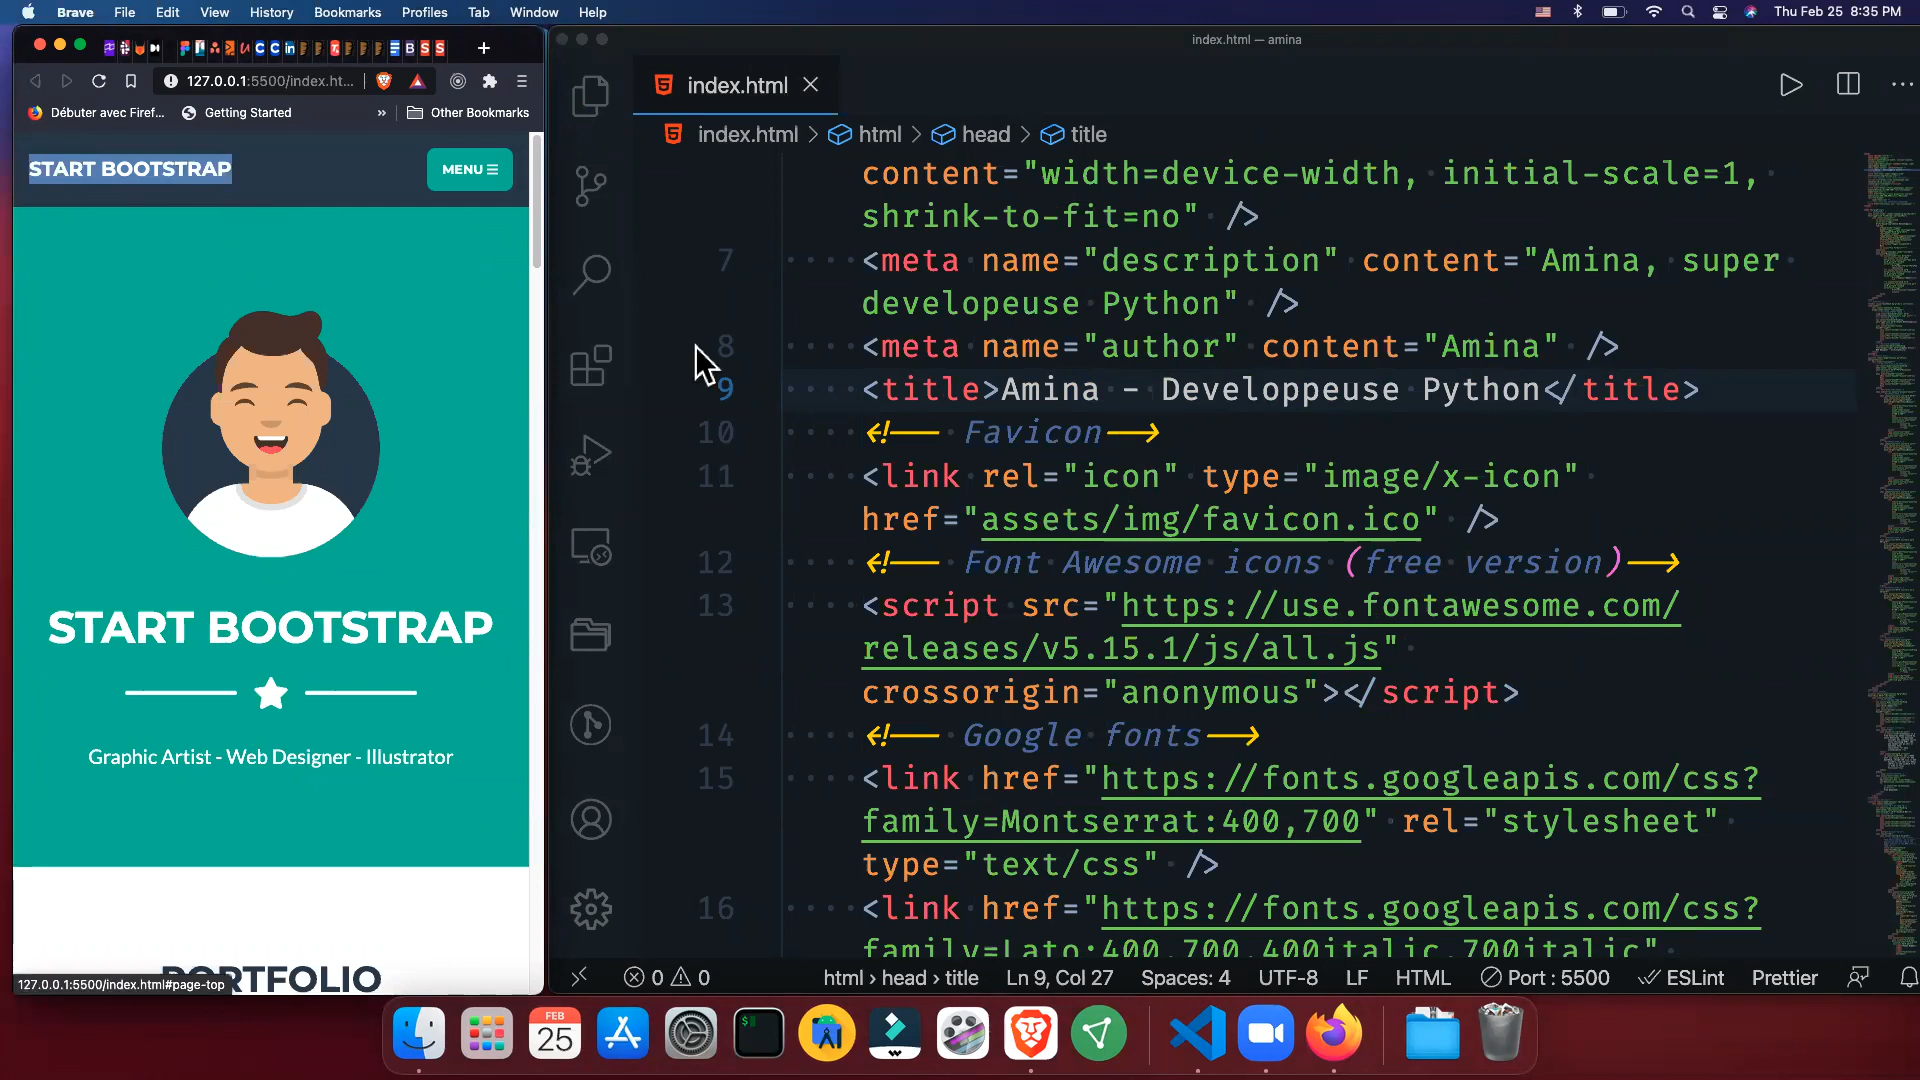 Brave File Edit View History Bookmarks Profiles Tab Window Help Thu Feb 25 8:35 PM
127.0.0.1:5500/index.ht...
Débuter avec Firef... Getting Started » Other Bookmarks
START BOOTSTRAP MENU
START BOOTSTRAP
Graphic Artist - Web Designer - Illustrator
PORTFOLIO
127.0.0.1:5500/index.html#page-top
index.html — amina
index.html
index.html > html > head > title
content="width=device-width, initial-scale=1,
shrink-to-fit=no" />
7 <meta name="description" content="Amina, super
developeuse Python" />
8 <meta name="author" content="Amina" />
9 <title>Amina - Developpeuse Python</title>
10 <!-- Favicon-->
11 <link rel="icon" type="image/x-icon"
href="assets/img/favicon.ico" />
12 <!-- Font Awesome icons (free version)-->
13 <script src="https://use.fontawesome.com/
releases/v5.15.1/js/all.js"
crossorigin="anonymous"></script>
14 <!-- Google fonts-->
15 <link href="https://fonts.googleapis.com/css?
family=Montserrat:400,700" rel="stylesheet"
type="text/css" />
16 <link href="https://fonts.googleapis.com/css?
family=Lato:400,700,400italic,700italic"
0 0 html > head > title Ln 9, Col 27 Spaces: 4 UTF-8 LF HTML Port : 5500 ESLint Prettier
FEB
25